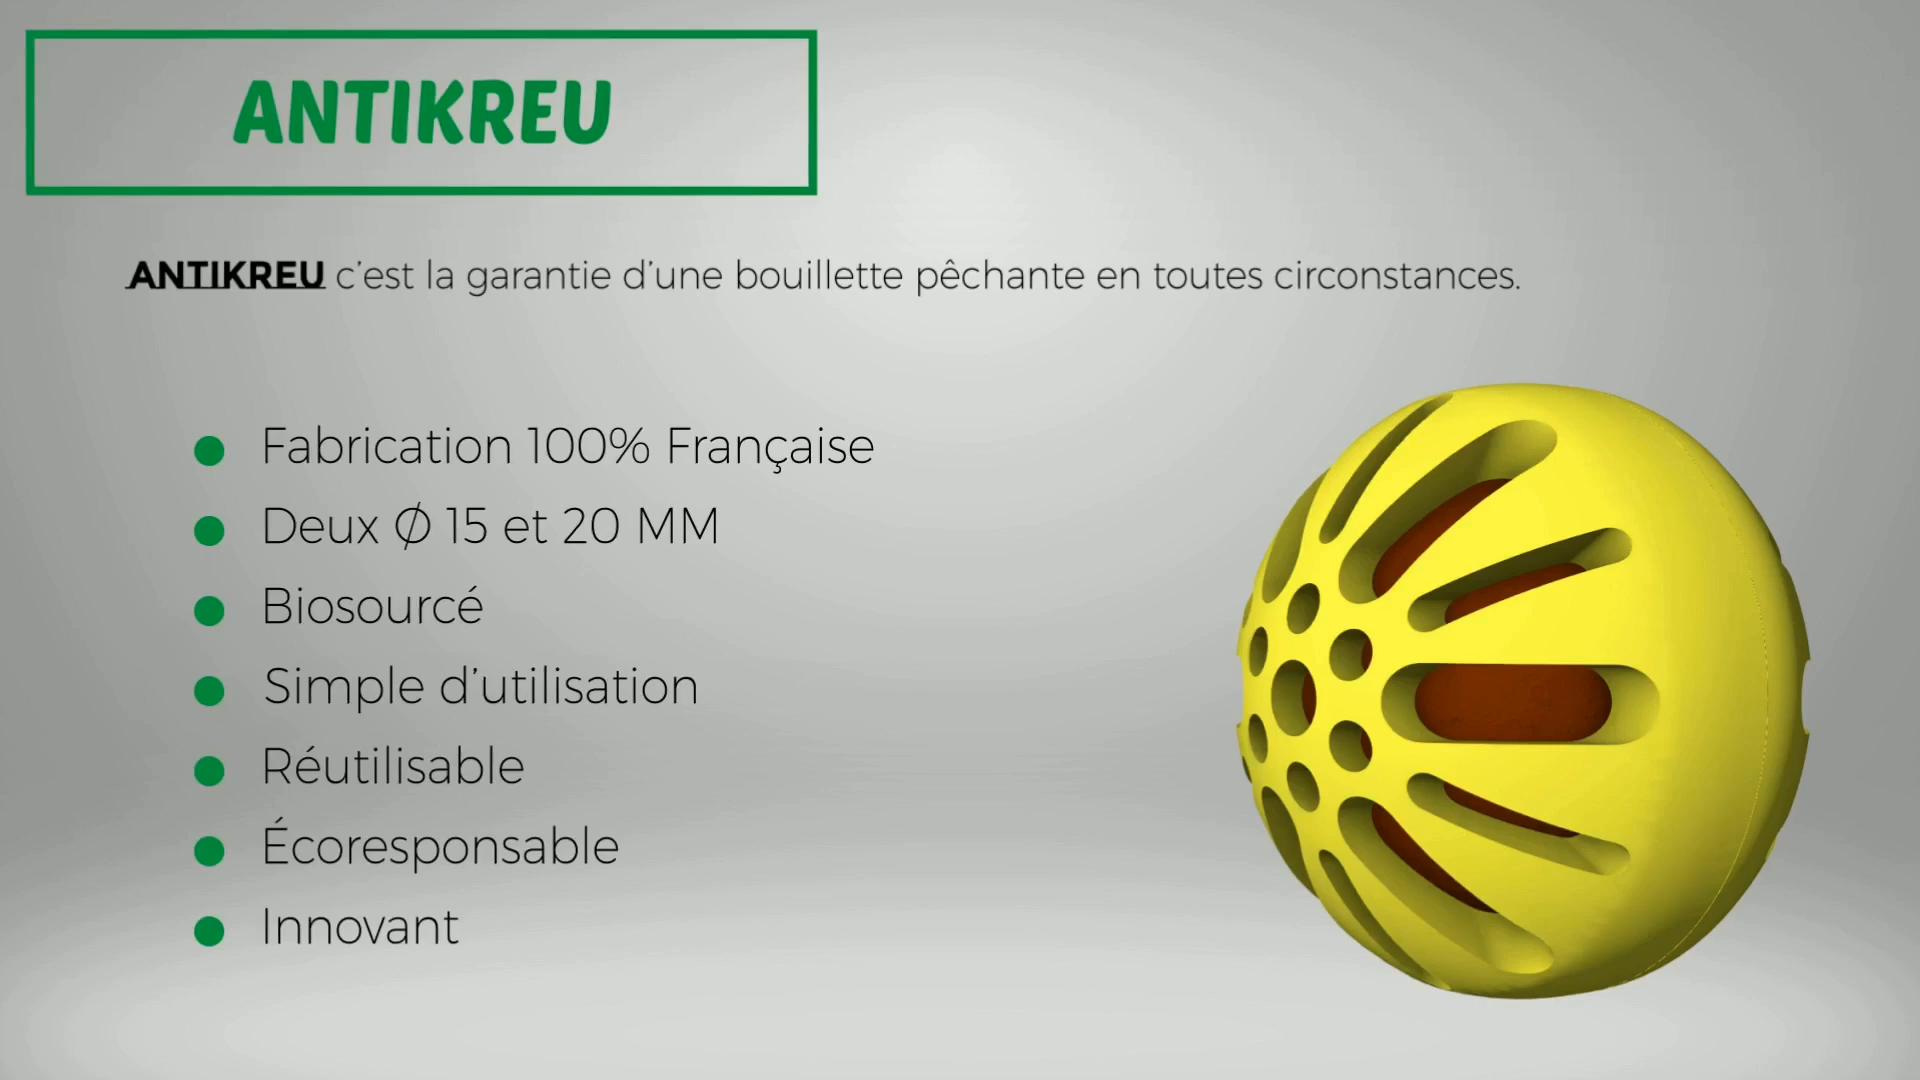 ANTIKREU
ANTIKREU c'est la garantie d'une bouillette pêchante en toutes circonstances.
Fabrication 100% Française
Deux Ø 15 et 20 MM
Biosourcé
Simple d'utilisation
Réutilisable
Écoresponsable
Innovant